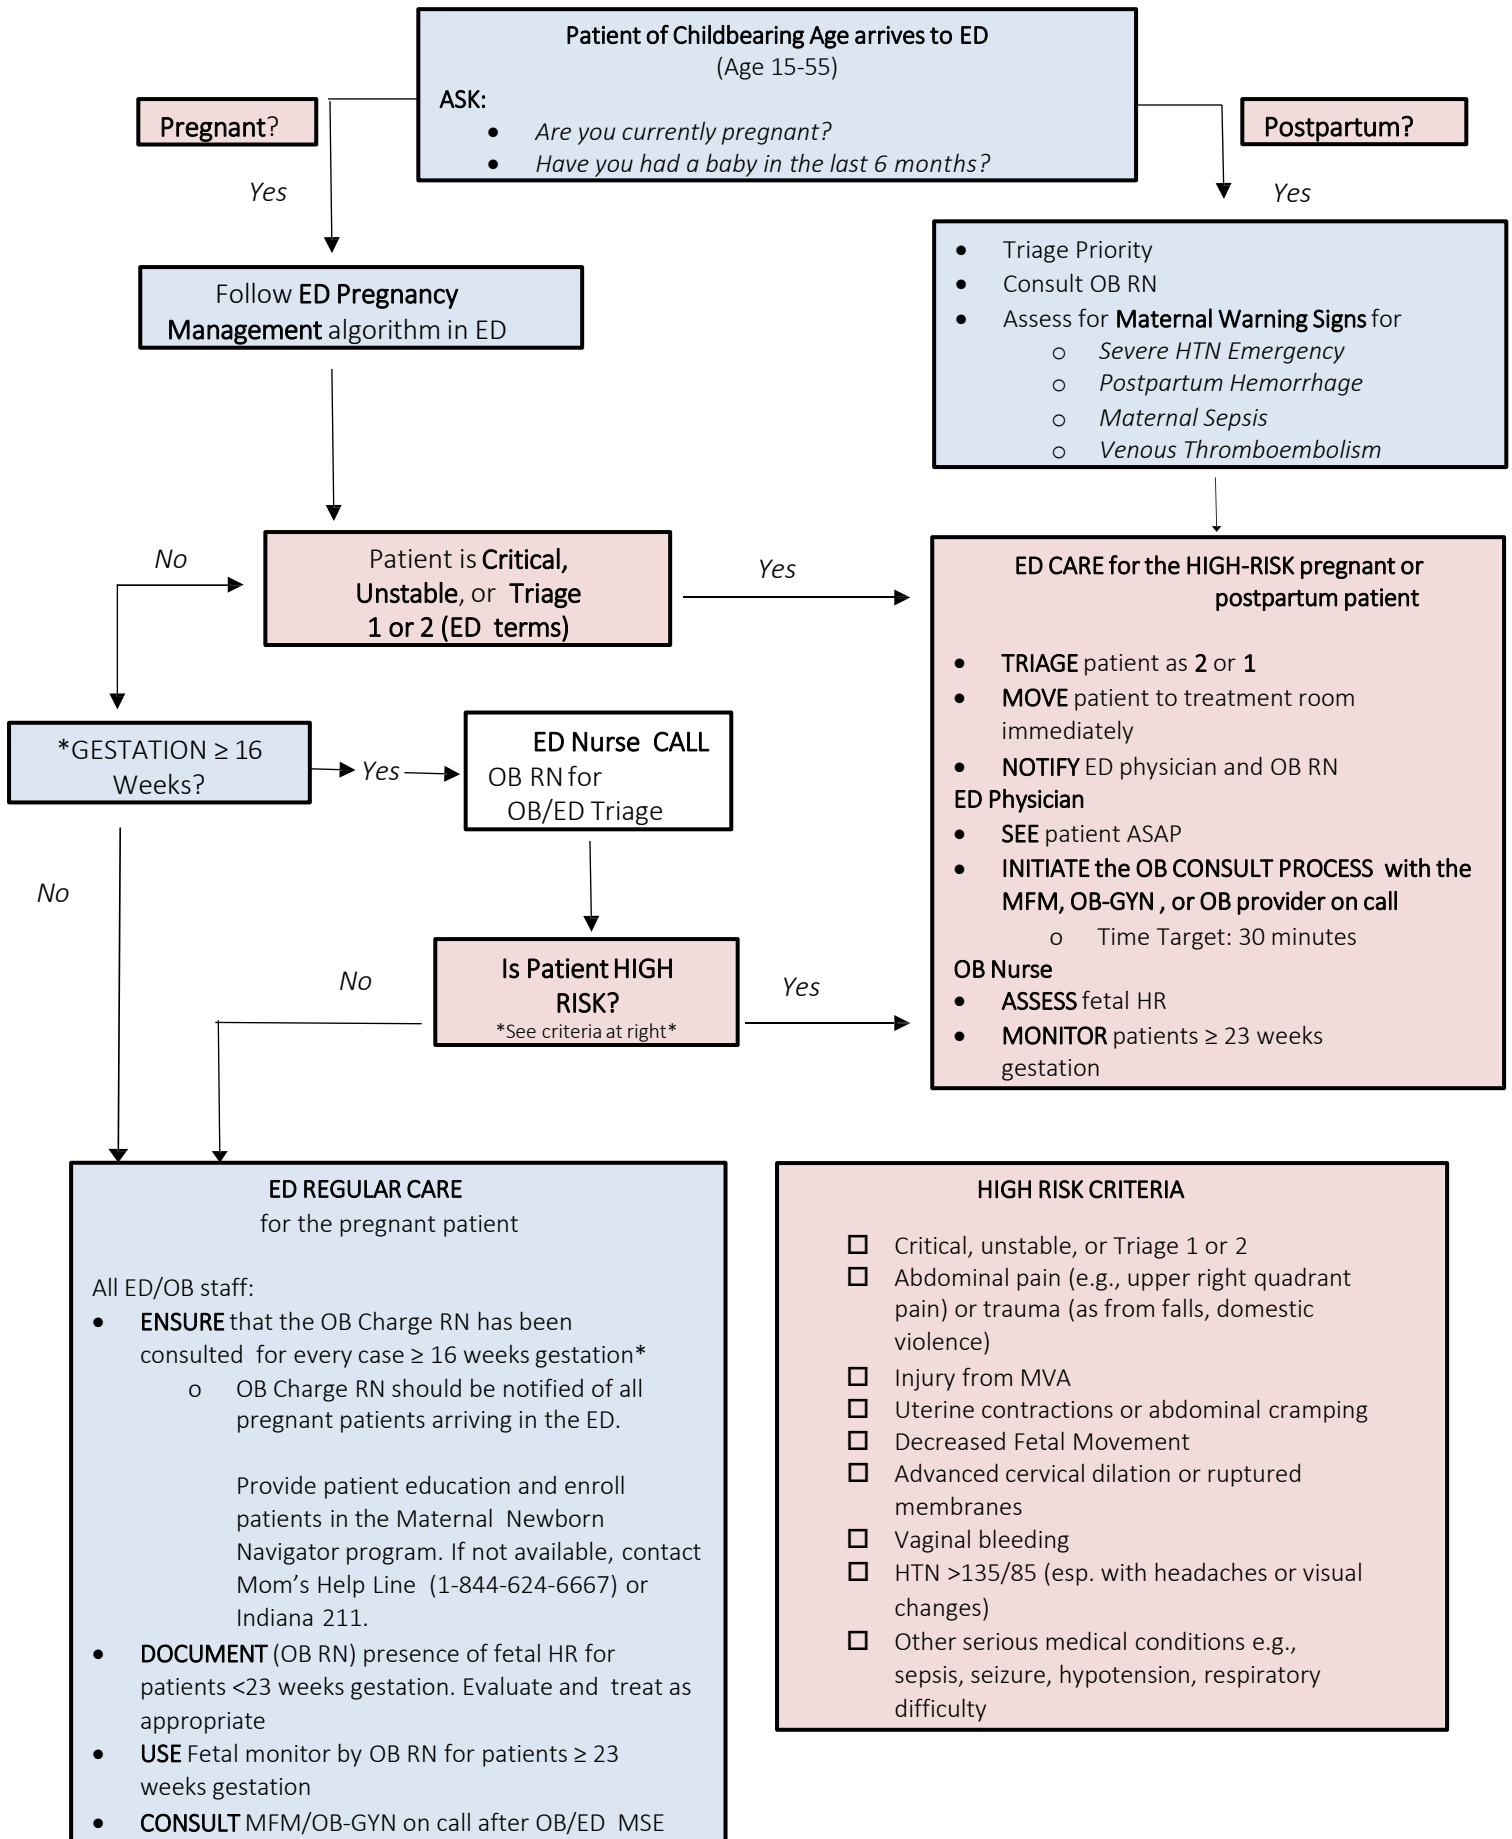 Patient of Childbearing Age arrives to ED
(Age 15-55)
ASK:
• Are you currently pregnant?
• Have you had a baby in the last 6 months?
Pregnant?
Postpartum?
Yes
Yes
Follow ED Pregnancy
Management algorithm in ED
• Triage Priority
• Consult OB RN
• Assess for Maternal Warning Signs for
o Severe HTN Emergency
o Postpartum Hemorrhage
o Maternal Sepsis
o Venous Thromboembolism
No
Patient is Critical,
Unstable, or Triage
1 or 2 (ED terms)
Yes
ED CARE for the HIGH-RISK pregnant or
postpartum patient
• TRIAGE patient as 2 or 1
• MOVE patient to treatment room
immediately
• NOTIFY ED physician and OB RN
ED Physician
• SEE patient ASAP
• INITIATE the OB CONSULT PROCESS with the
MFM, OB-GYN , or OB provider on call
o Time Target: 30 minutes
OB Nurse
• ASSESS fetal HR
• MONITOR patients ≥ 23 weeks
gestation
*GESTATION ≥ 16
Weeks?
Yes
ED Nurse CALL
OB RN for
OB/ED Triage
No
No
Is Patient HIGH
RISK?
*See criteria at right*
Yes
ED REGULAR CARE
for the pregnant patient
All ED/OB staff:
• ENSURE that the OB Charge RN has been
consulted for every case ≥ 16 weeks gestation*
o OB Charge RN should be notified of all
pregnant patients arriving in the ED.
Provide patient education and enroll
patients in the Maternal Newborn
Navigator program. If not available, contact
Mom's Help Line (1-844-624-6667) or
Indiana 211.
• DOCUMENT (OB RN) presence of fetal HR for
patients <23 weeks gestation. Evaluate and treat as
appropriate
• USE Fetal monitor by OB RN for patients ≥ 23
weeks gestation
• CONSULT MFM/OB-GYN on call after OB/ED MSE
HIGH RISK CRITERIA
☐ Critical, unstable, or Triage 1 or 2
☐ Abdominal pain (e.g., upper right quadrant
pain) or trauma (as from falls, domestic
violence)
☐ Injury from MVA
☐ Uterine contractions or abdominal cramping
☐ Decreased Fetal Movement
☐ Advanced cervical dilation or ruptured
membranes
☐ Vaginal bleeding
☐ HTN >135/85 (esp. with headaches or visual
changes)
☐ Other serious medical conditions e.g.,
sepsis, seizure, hypotension, respiratory
difficulty